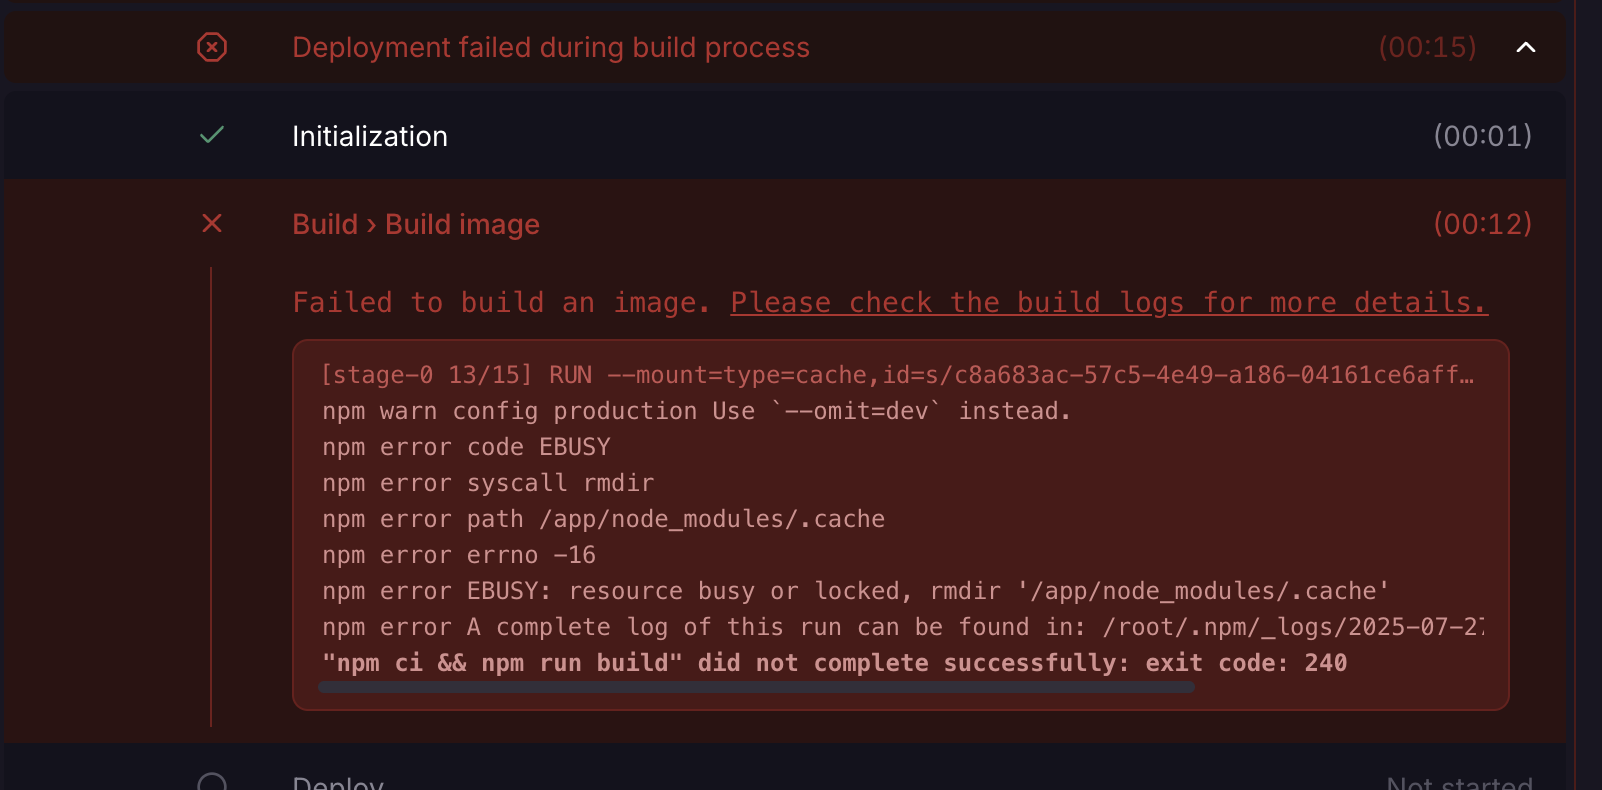 Deployment failed during build process (00:15)
Initialization (00:01)
Build › Build image (00:12)
Failed to build an image. Please check the build logs for more details.
[stage-0 13/15] RUN --mount=type=cache,id=s/c8a683ac-57c5-4e49-a186-04161ce6aff…
npm warn config production Use `--omit=dev` instead.
npm error code EBUSY
npm error syscall rmdir
npm error path /app/node_modules/.cache
npm error errno -16
npm error EBUSY: resource busy or locked, rmdir '/app/node_modules/.cache'
npm error A complete log of this run can be found in: /root/.npm/_logs/2025-07-27
"npm ci && npm run build" did not complete successfully: exit code: 240
Deploy Not started